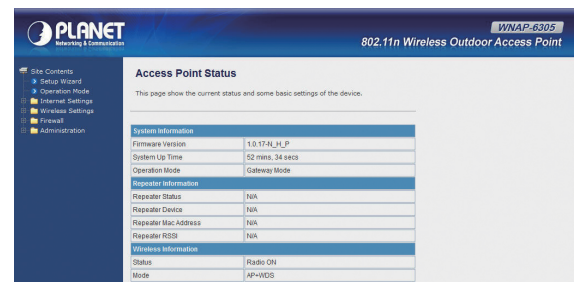 PLANET
Networking & Communication
WNAP-6305
802.11n Wireless Outdoor Access Point
Site Contents
Setup Wizard
Operation Mode
Internet Settings
Wireless Settings
Firewall
Administration
Access Point Status
This page show the current status and some basic settings of the device.
System Information
Firmware Version 1.0.17-N_H_P
System Up Time 52 mins, 34 secs
Operation Mode Gateway Mode
Repeater Information
Repeater Status N/A
Repeater Device N/A
Repeater Mac Address N/A
Repeater RSSI N/A
Wireless Information
Status Radio ON
Mode AP+WDS